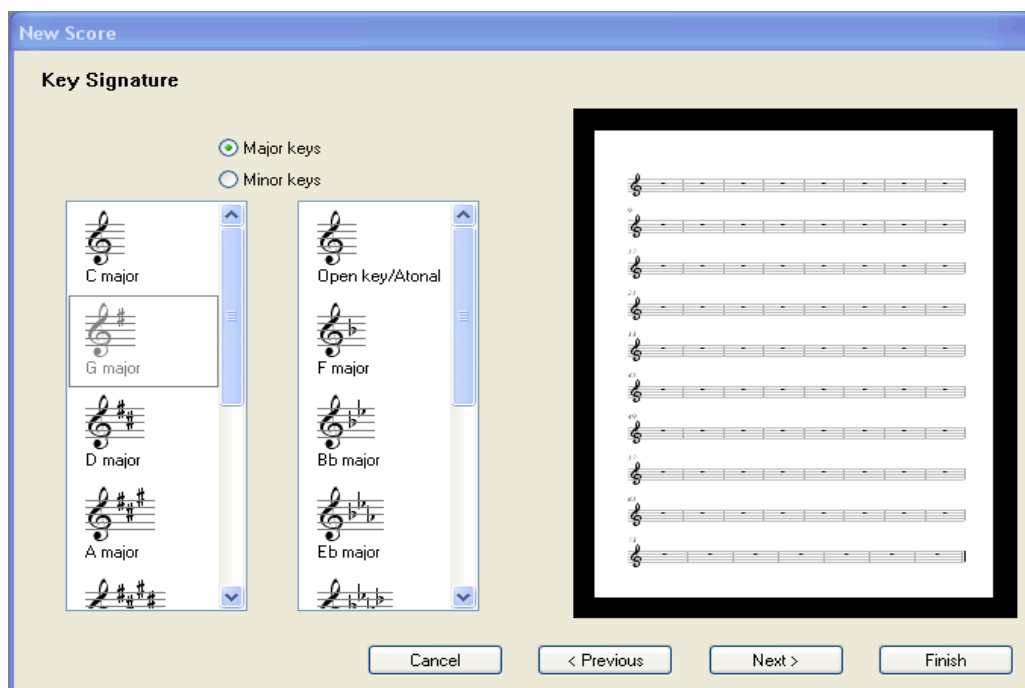 New Score
Key Signature
Major keys
Minor keys
C major
G major
D major
A major
Open key/Atonal
F major
Bb major
Eb major
9
Cancel
< Previous
Next >
Finish